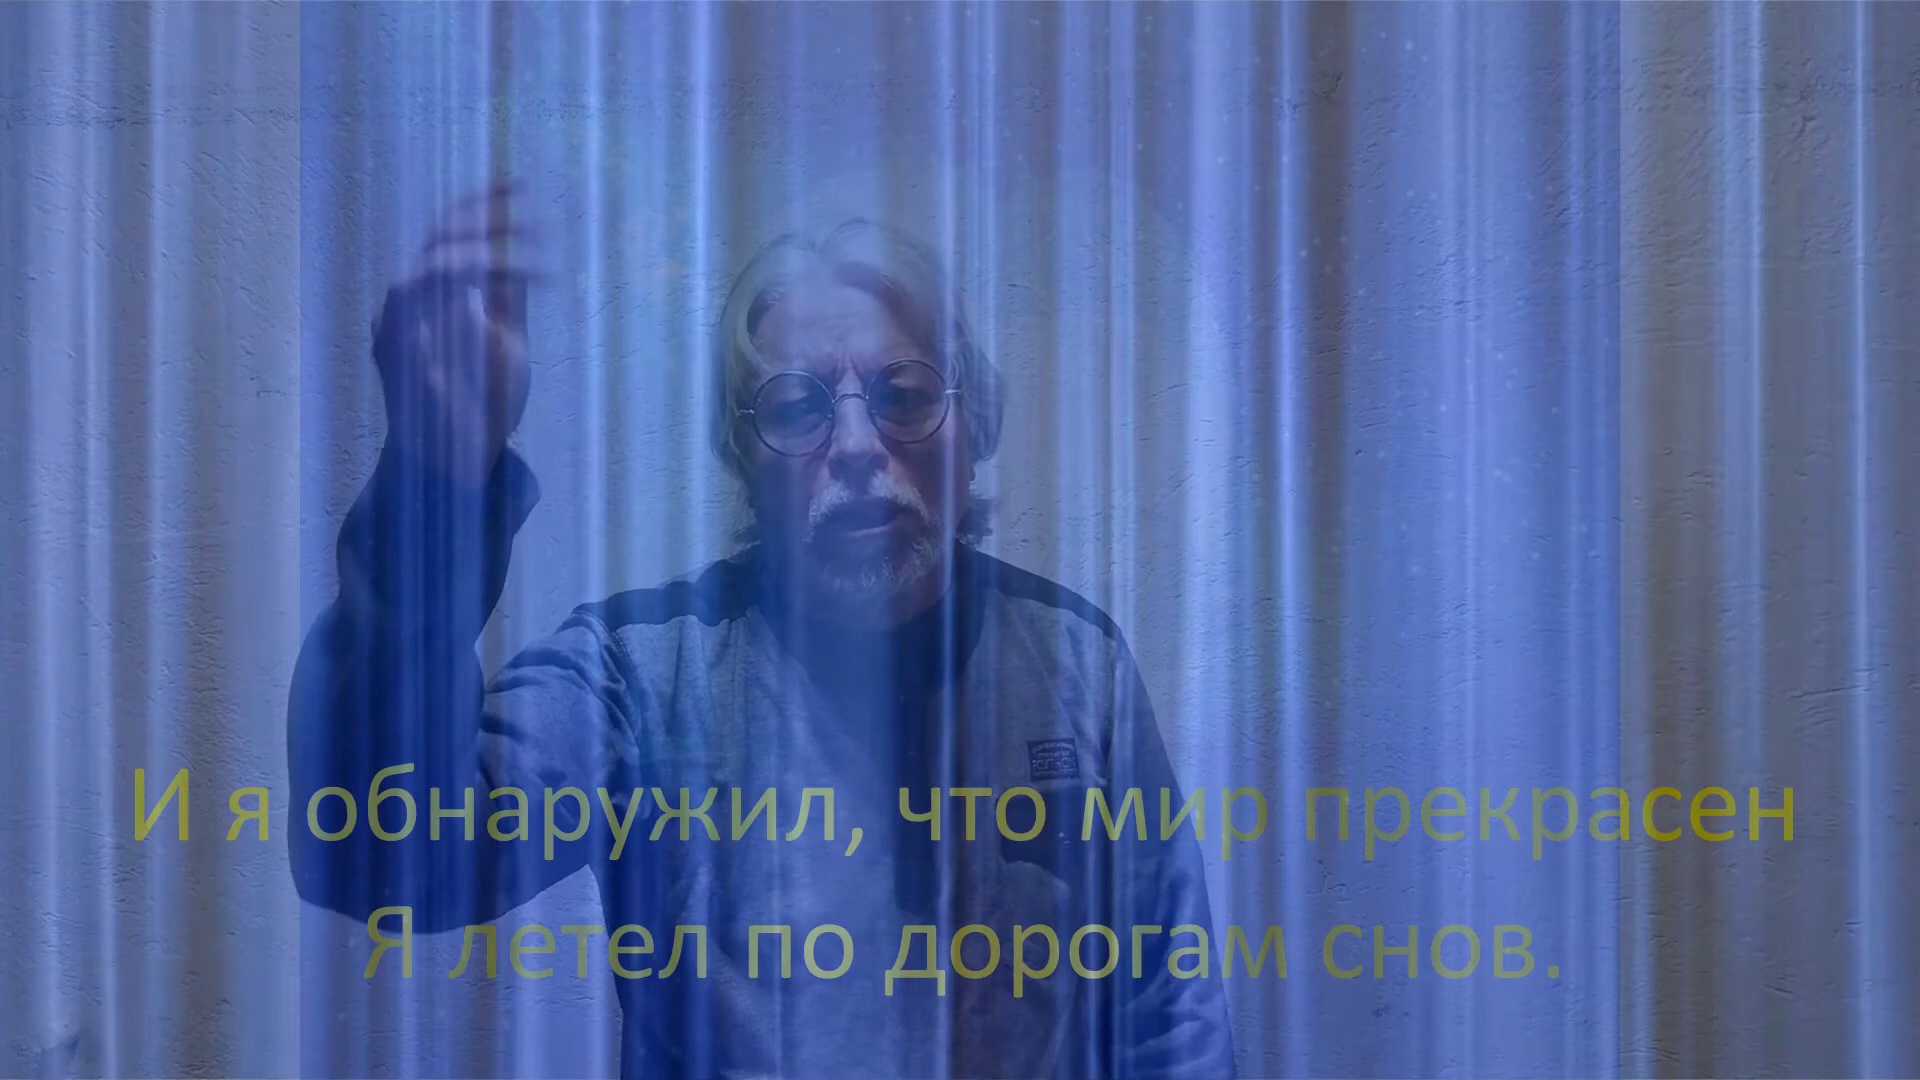 И я обнаружил, что мир прекрасен
Я летел по дорогам снов.